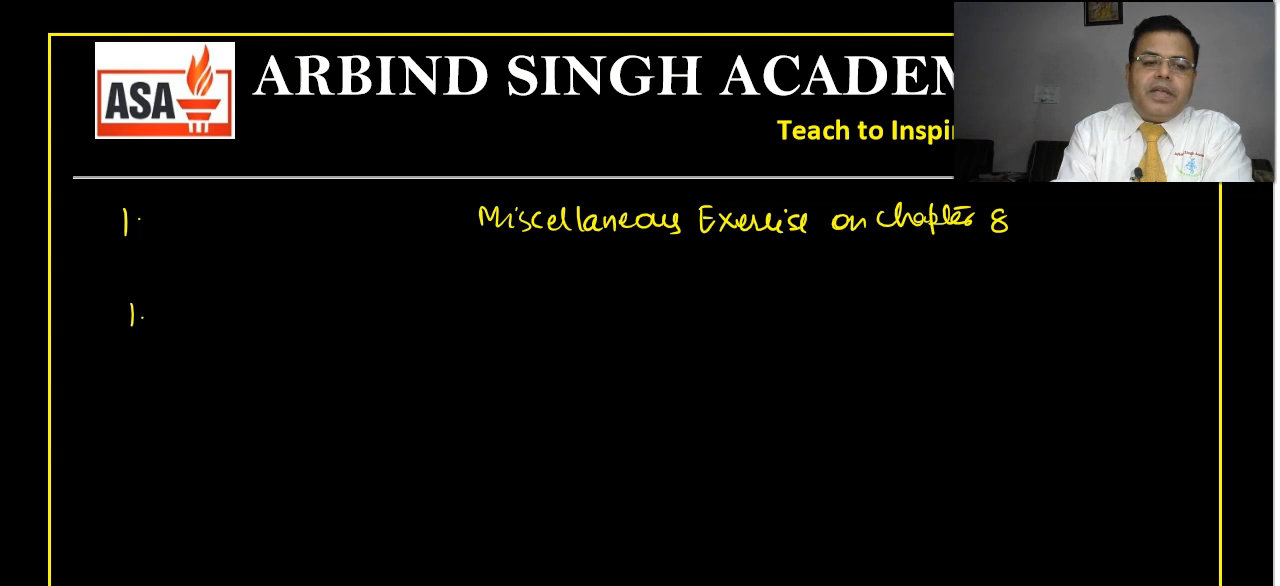 ASA
ARBIND SINGH ACADEM
Teach to Inspi
1. Miscellaneous Exercise on Chapter 8
1.